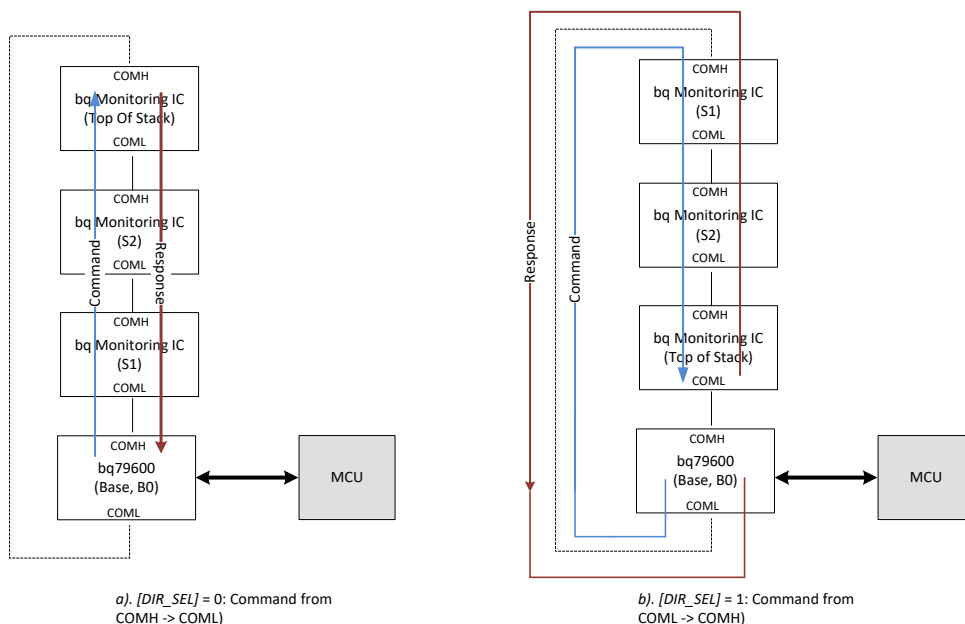 COMH
bq Monitoring IC
(Top Of Stack)
COML
COMH
bq Monitoring IC
(S2)
COML
Command
Response
COMH
bq Monitoring IC
(S1)
COML
COMH
bq79600
(Base, B0)
COML
MCU
a). [DIR_SEL] = 0: Command from
COMH -> COML)
COMH
bq Monitoring IC
(S1)
COML
COMH
bq Monitoring IC
(S2)
COML
Response
Command
COMH
bq Monitoring IC
(Top of Stack)
COML
COMH
bq79600
(Base, B0)
COML
MCU
b). [DIR_SEL] = 1: Command from
COML -> COMH)